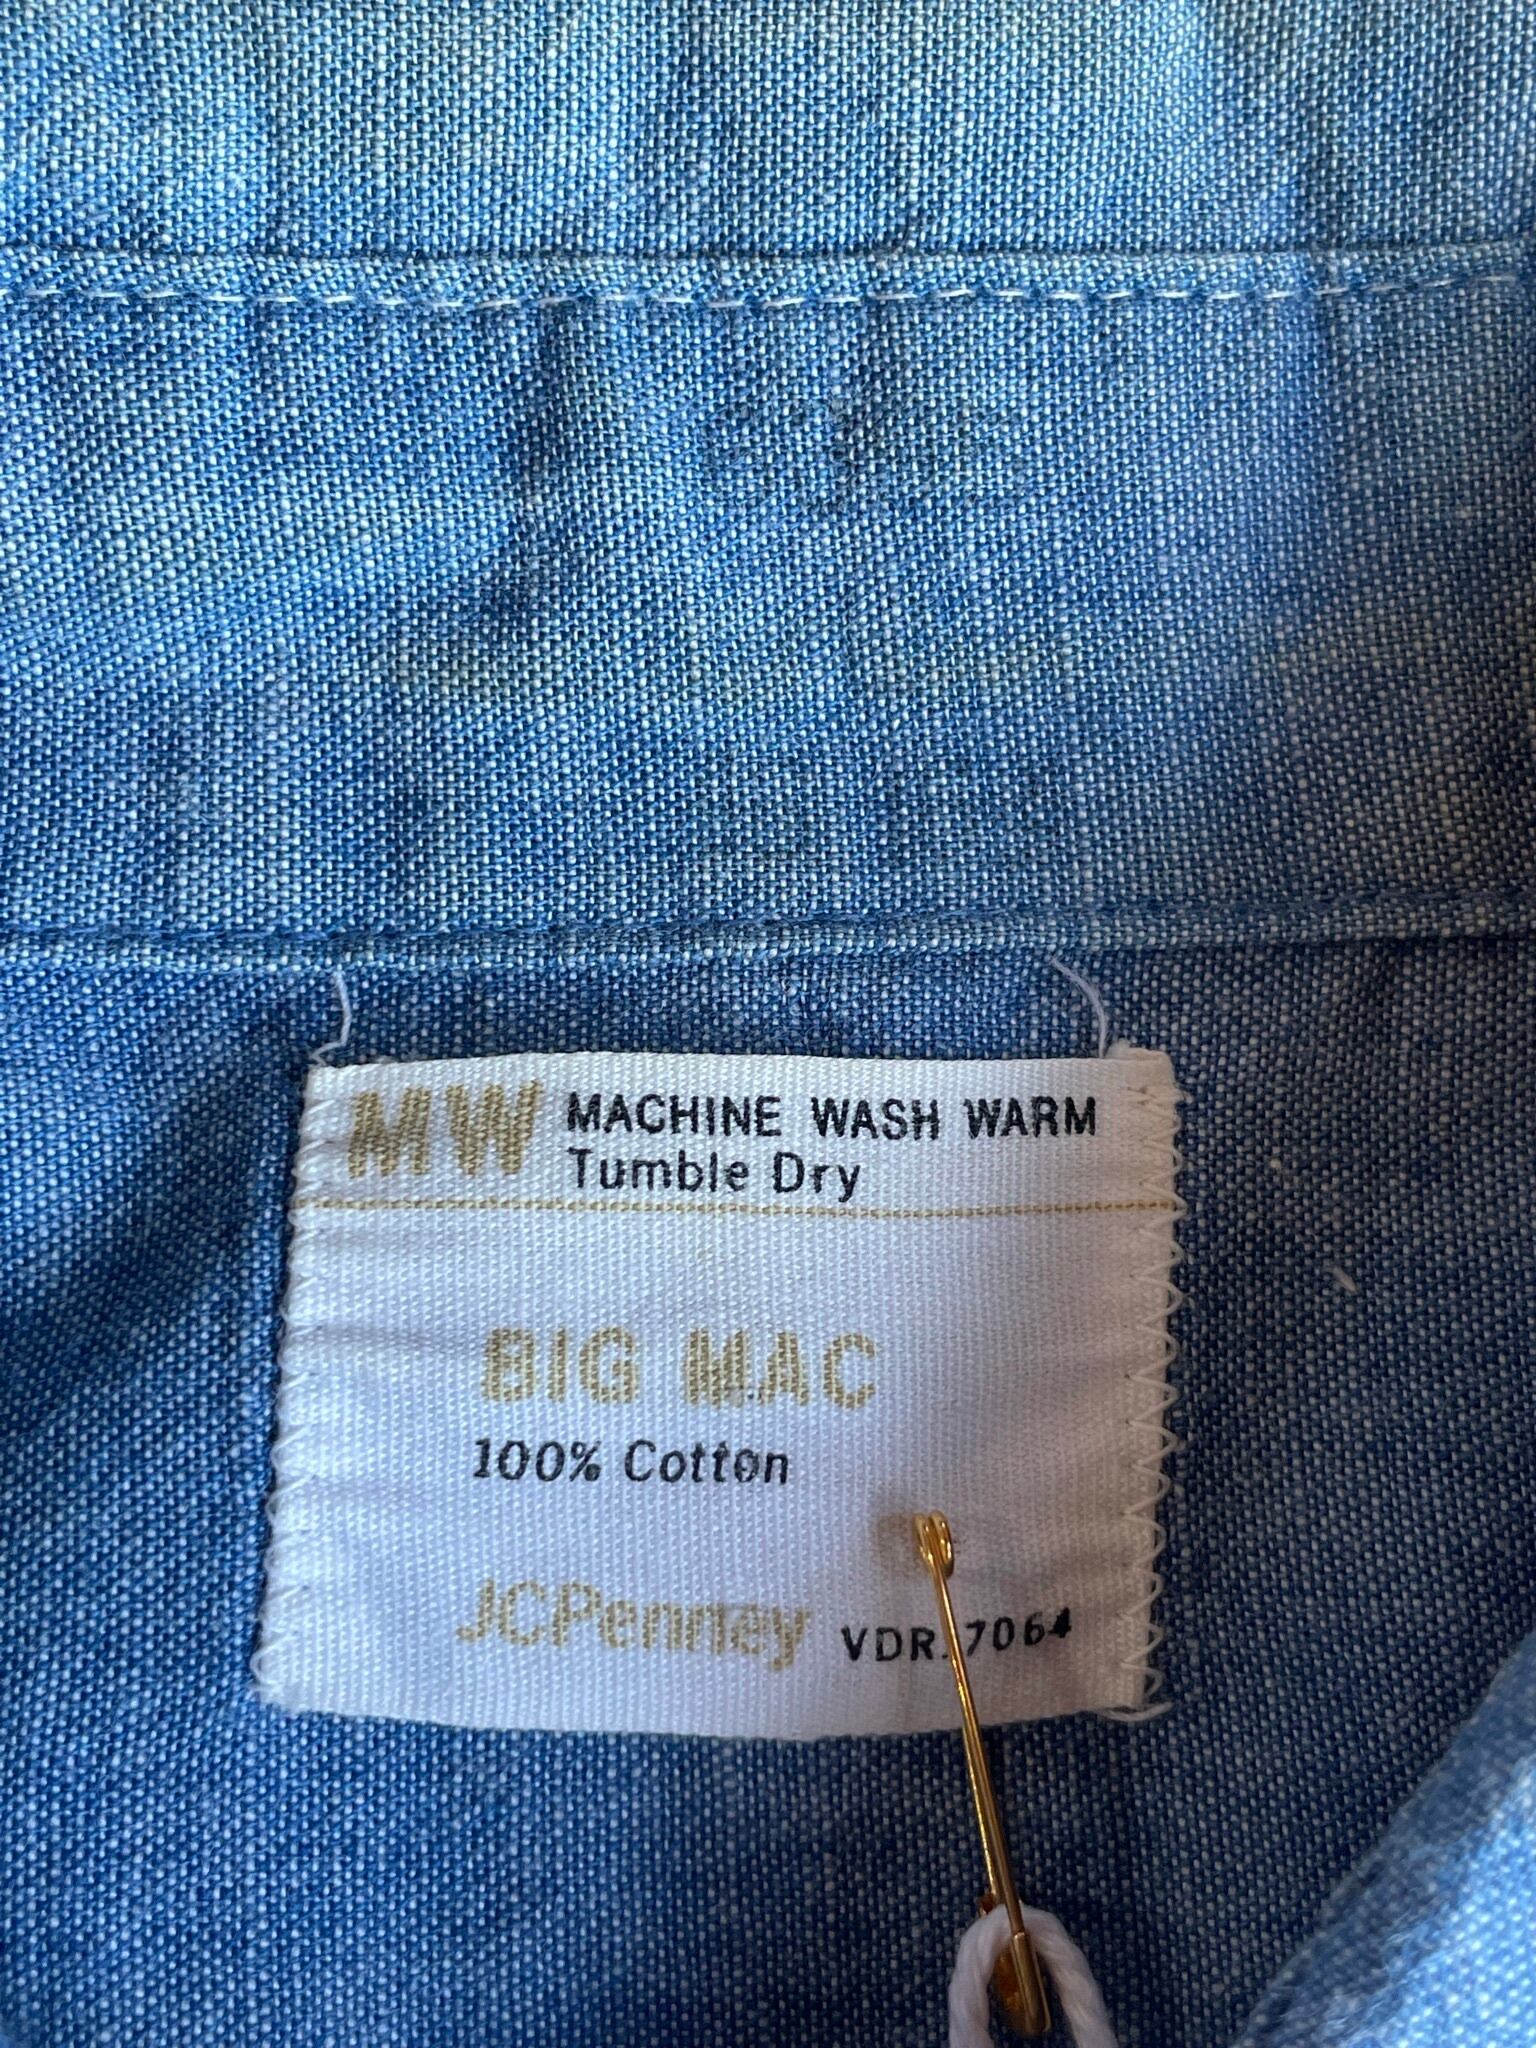 MW MACHINE WASH WARM
Tumble Dry
BIG MAC
100% Cotton
JCPenney VDR. 7064